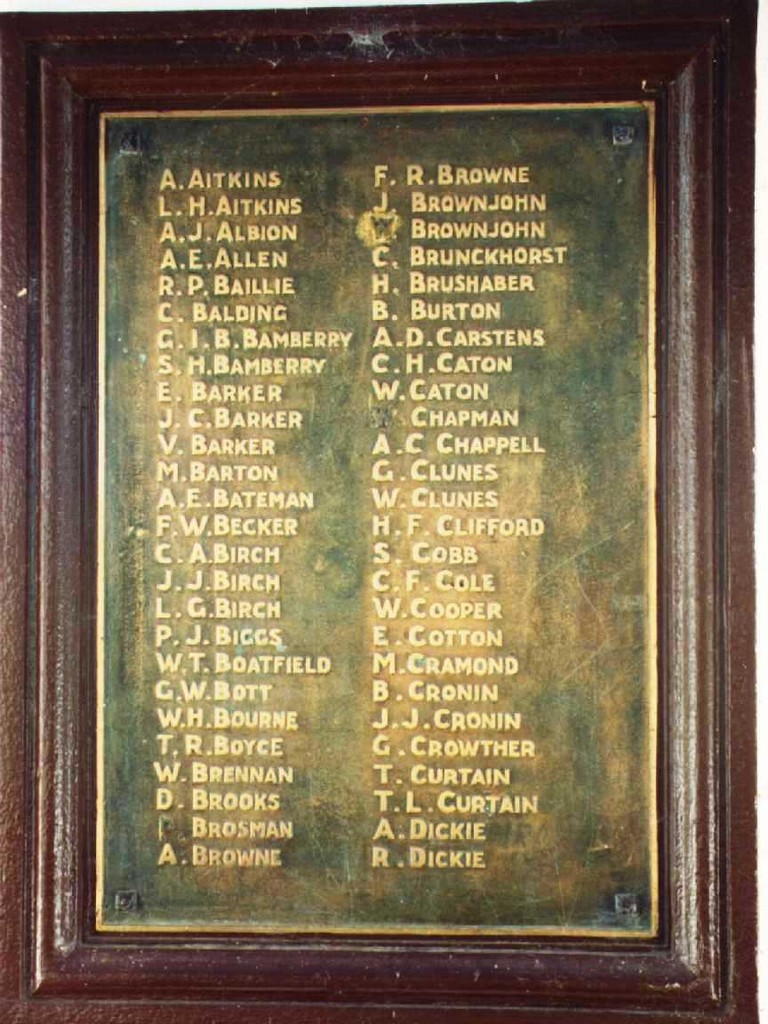 A. AITKINS
L. H. AITKINS
A. J. ALBION
A. E. ALLEN
R. P. BAILLIE
C. BALDING
G. I. B. BAMBERRY
S. H. BAMBERRY
E. BARKER
J. C. BARKER
V. BARKER
M. BARTON
A. E. BATEMAN
F. W. BECKER
C. A. BIRCH
J. J. BIRCH
L. G. BIRCH
P. J. BIGGS
W. T. BOATFIELD
G. W. BOTT
W. H. BOURNE
T. R. BOYCE
W. BRENNAN
D. BROOKS
BROSMAN
A. BROWNE
F. R. BROWNE
J. BROWNJOHN
BROWNJOHN
C. BRUNCKHORST
H. BRUSHABER
B. BURTON
A. D. CARSTENS
C. H. CATON
W. CATON
CHAPMAN
A. C CHAPPELL
G. CLUNES
W. CLUNES
H. F. CLIFFORD
S. COBB
C. F. COLE
W. COOPER
E. COTTON
M. CRAMOND
B. CRONIN
J. J. CRONIN
G. CROWTHER
T. CURTAIN
T. L. CURTAIN
A. DICKIE
R. DICKIE